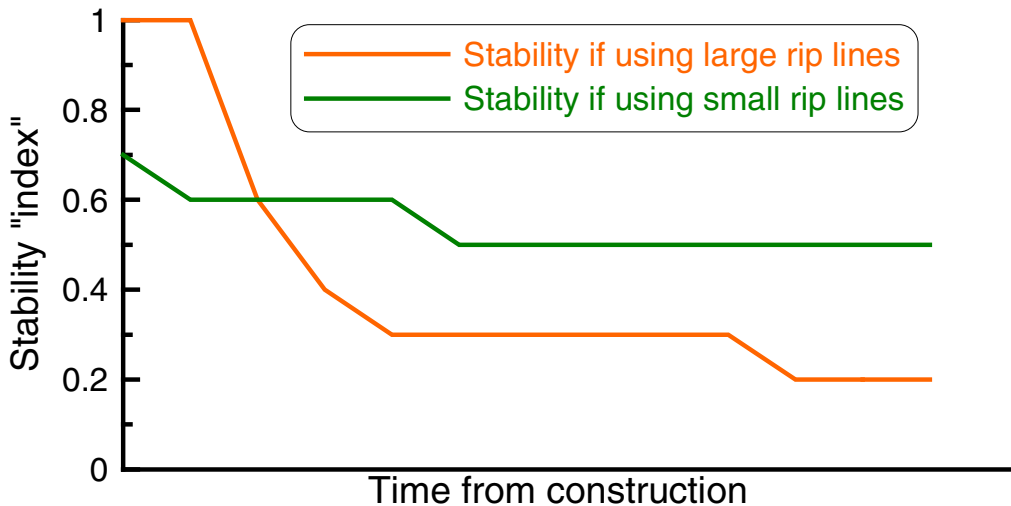 Stability if using large rip lines
Stability if using small rip lines
Stability "index"
1
0.8
0.6
0.4
0.2
0
Time from construction